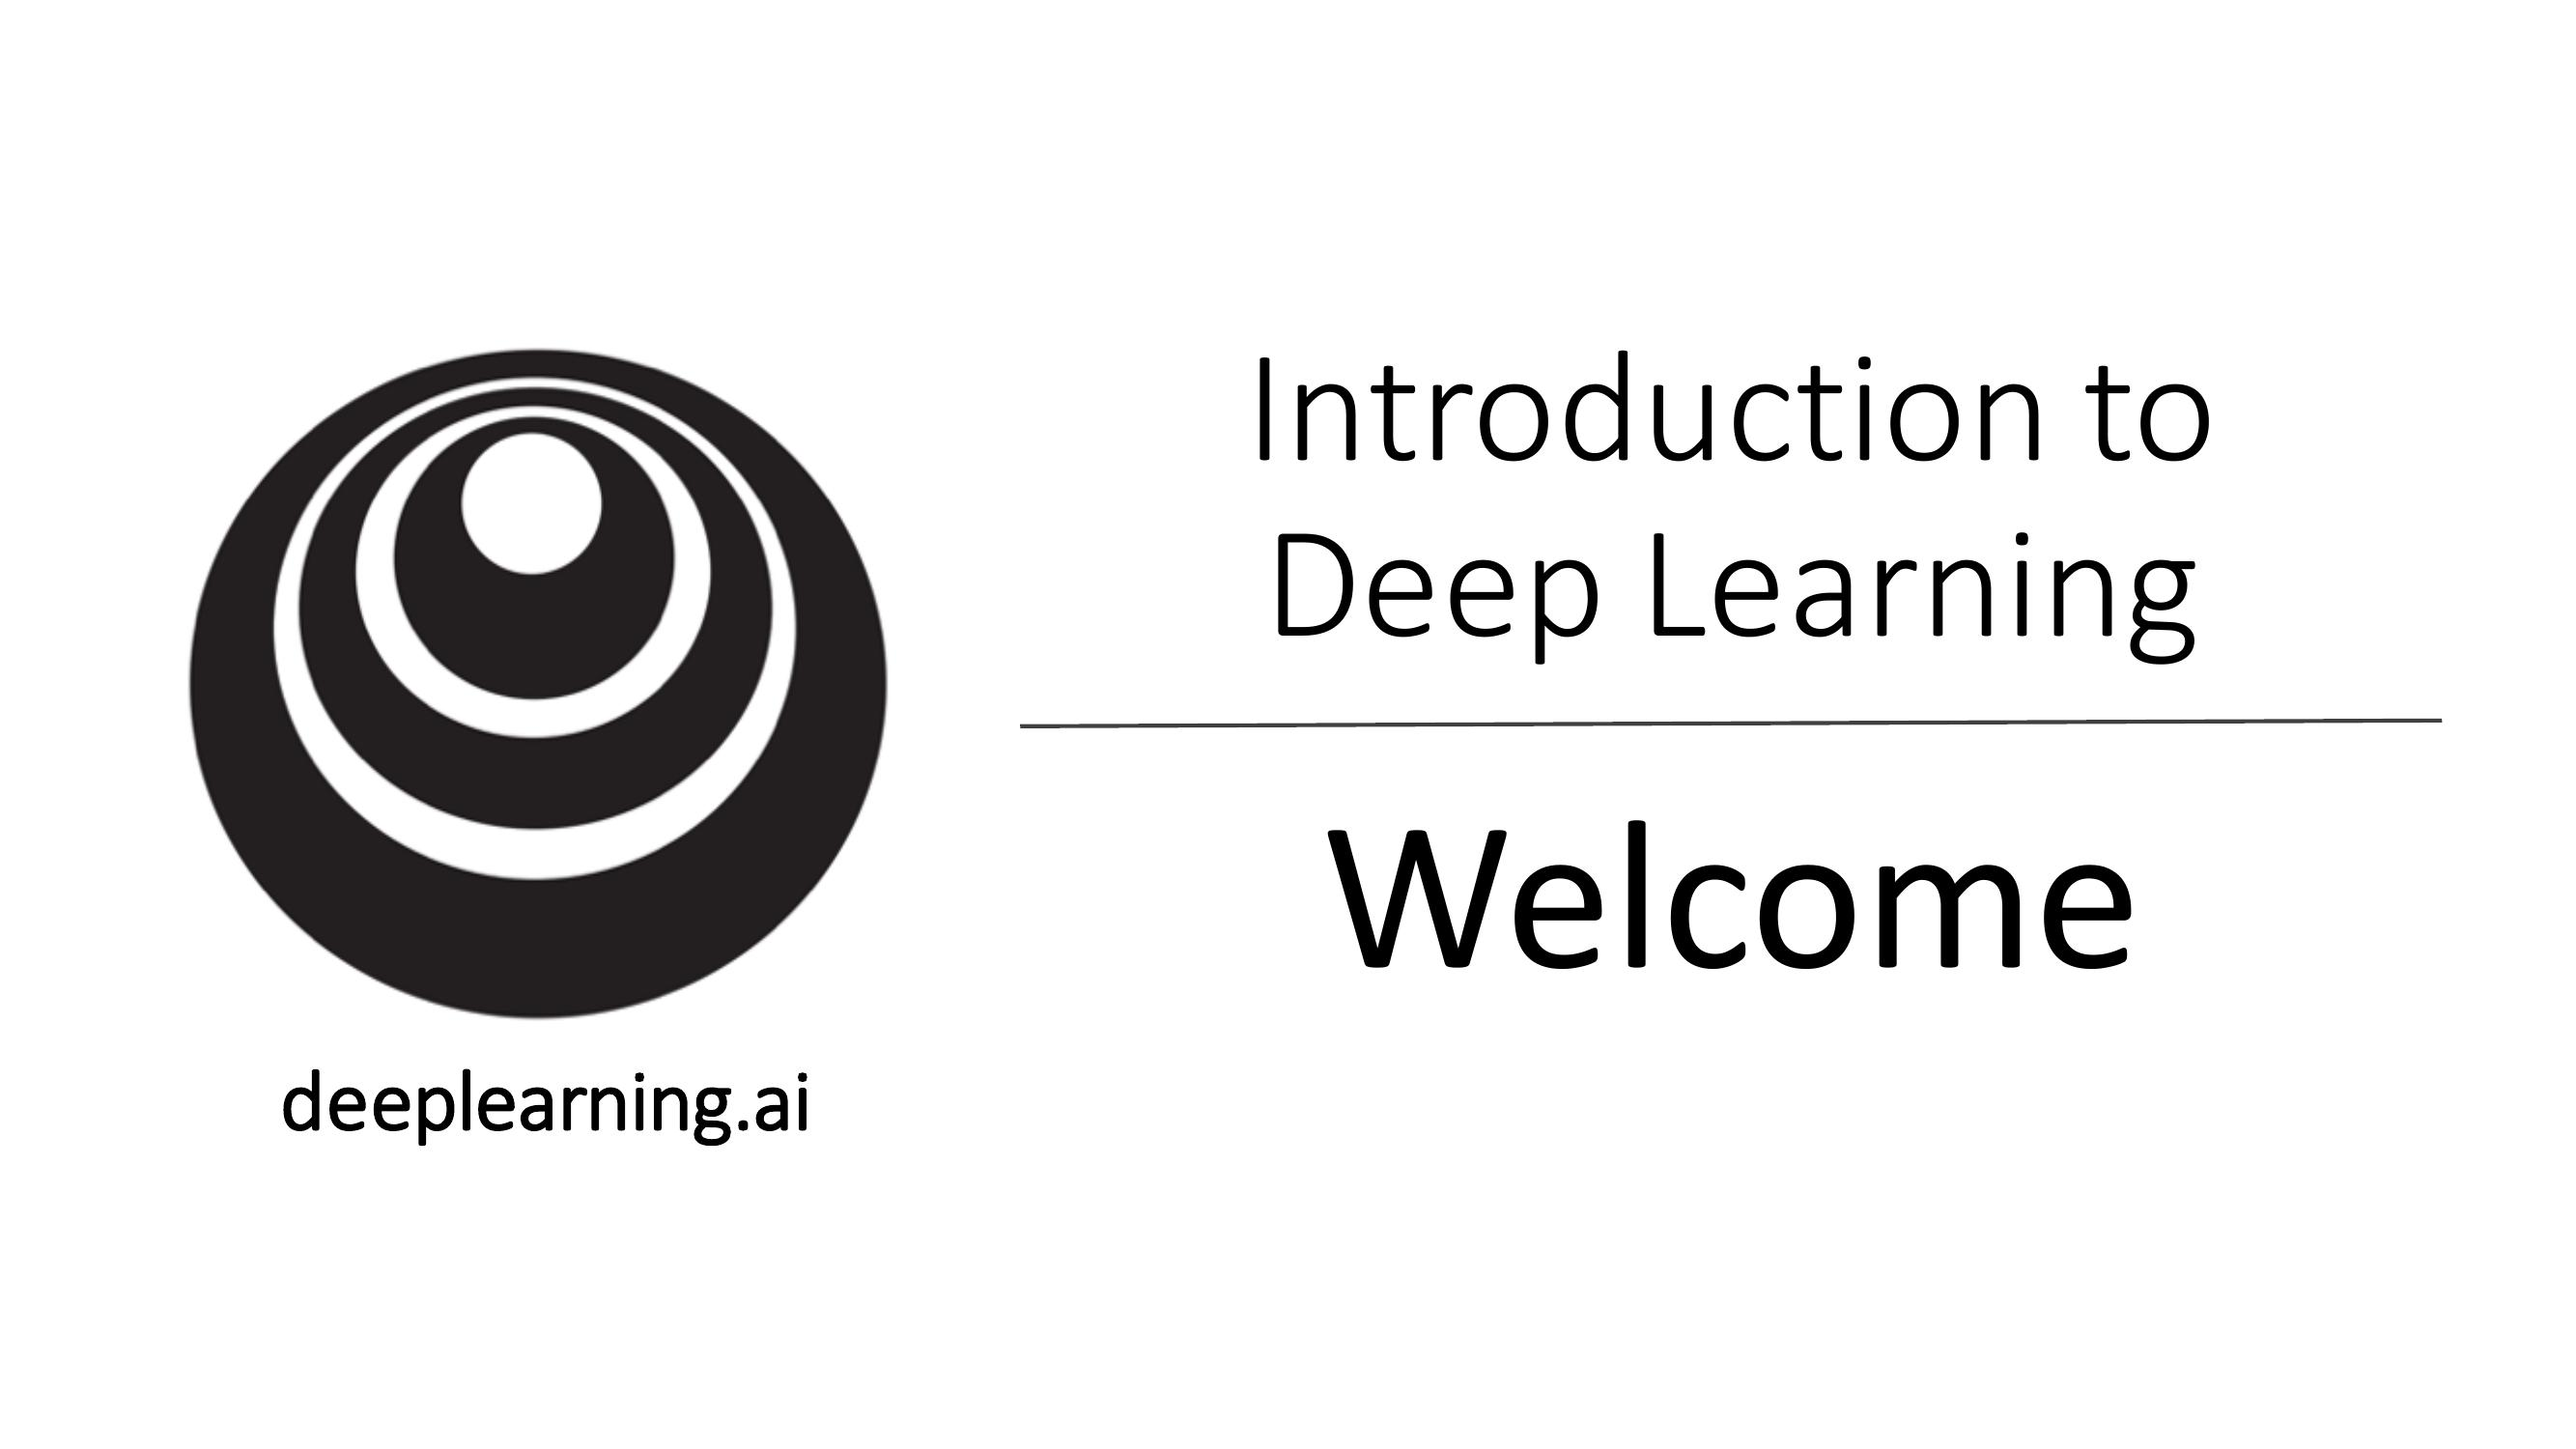 Introduction to
Deep Learning
Welcome
deeplearning.ai